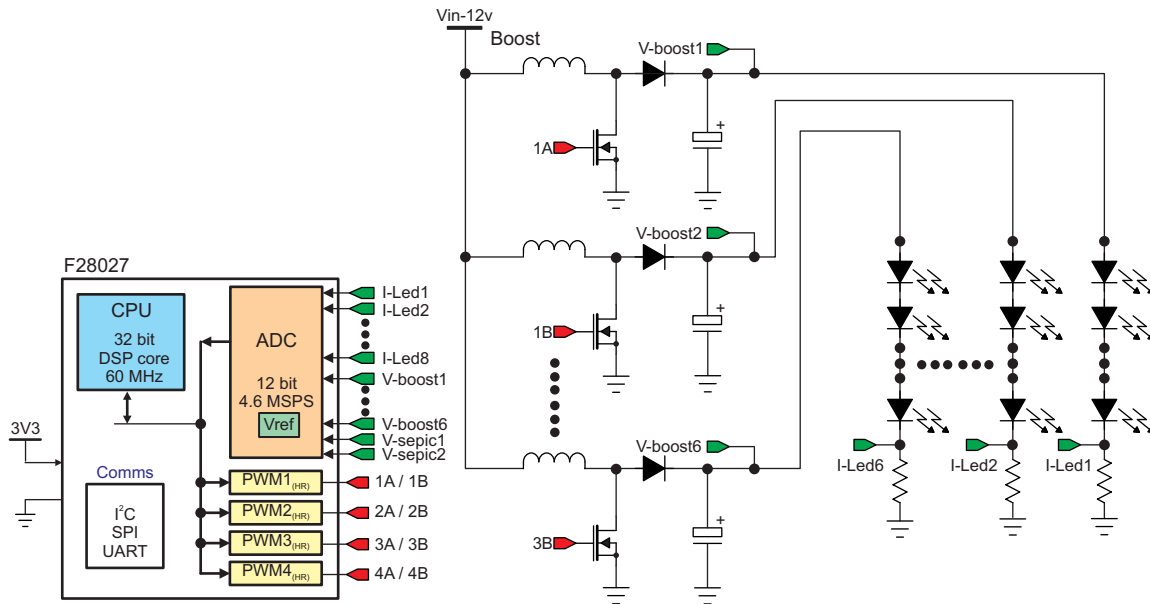 Vin-12v
Boost
V-boost1
1A
V-boost2
1B
V-boost6
3B
+
+
+
I-Led6
I-Led2
I-Led1
F28027
CPU
32 bit
DSP core
60 MHz
ADC
12 bit
4.6 MSPS
Vref
I-Led1
I-Led2
I-Led8
V-boost1
V-boost6
V-sepic1
V-sepic2
3V3
Comms
I²C
SPI
UART
PWM1(HR)
1A / 1B
PWM2(HR)
2A / 2B
PWM3(HR)
3A / 3B
PWM4(HR)
4A / 4B